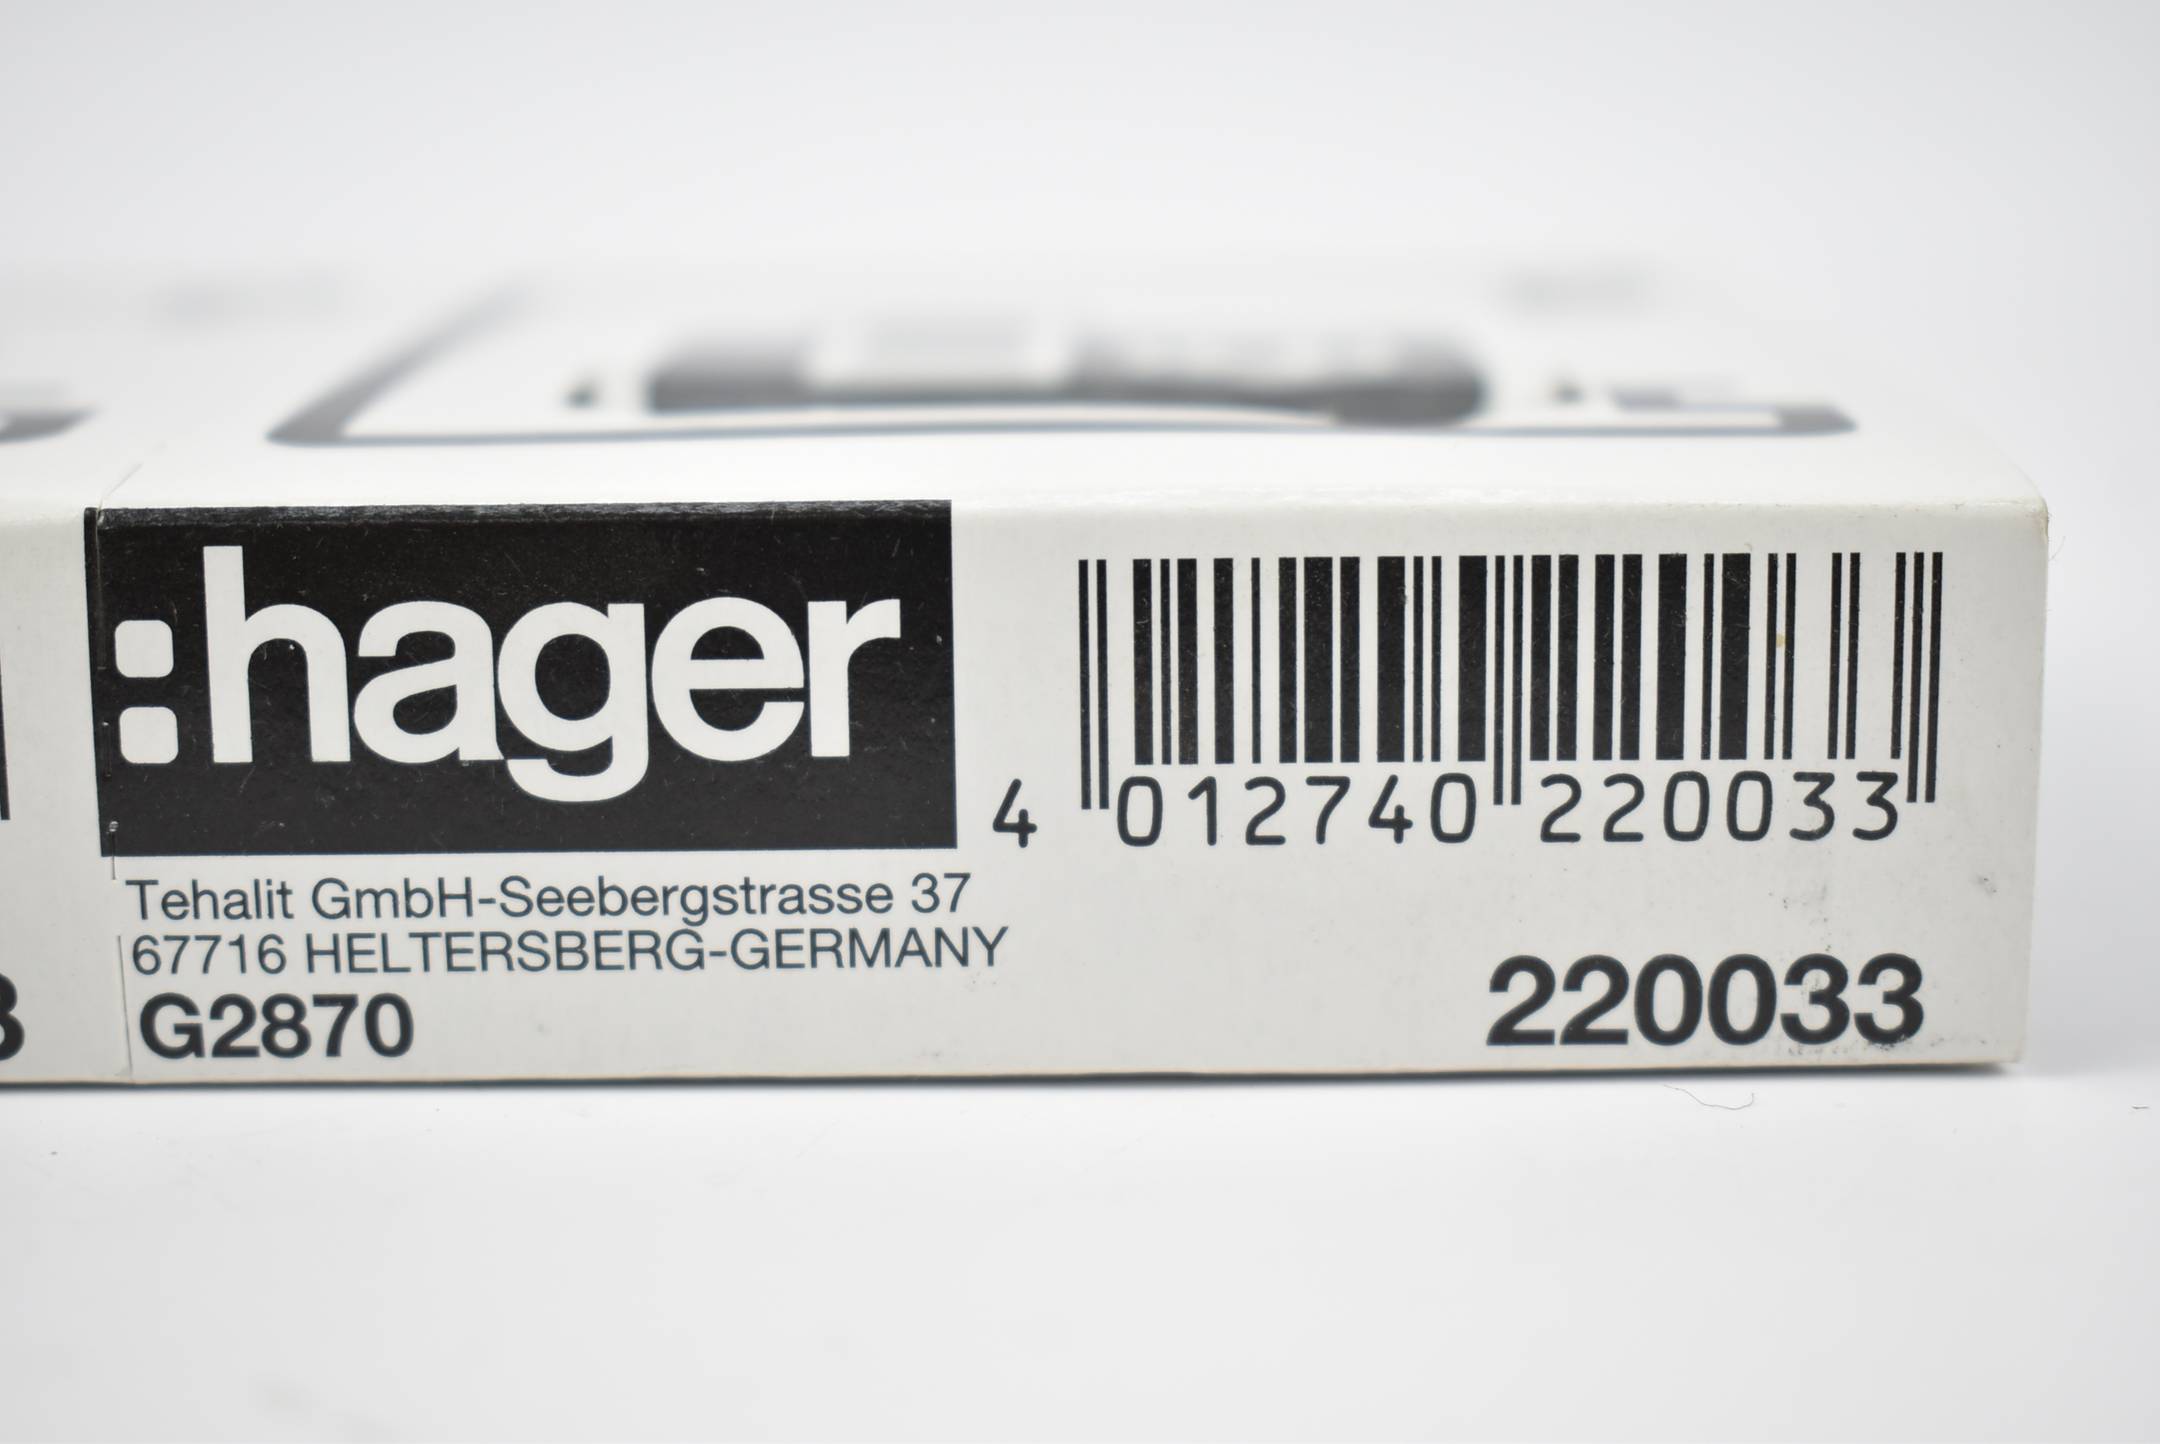 :hager
4 012740 220033
Tehalit GmbH-Seebergstrasse 37
67716 HELTERSBERG-GERMANY
G2870
220033